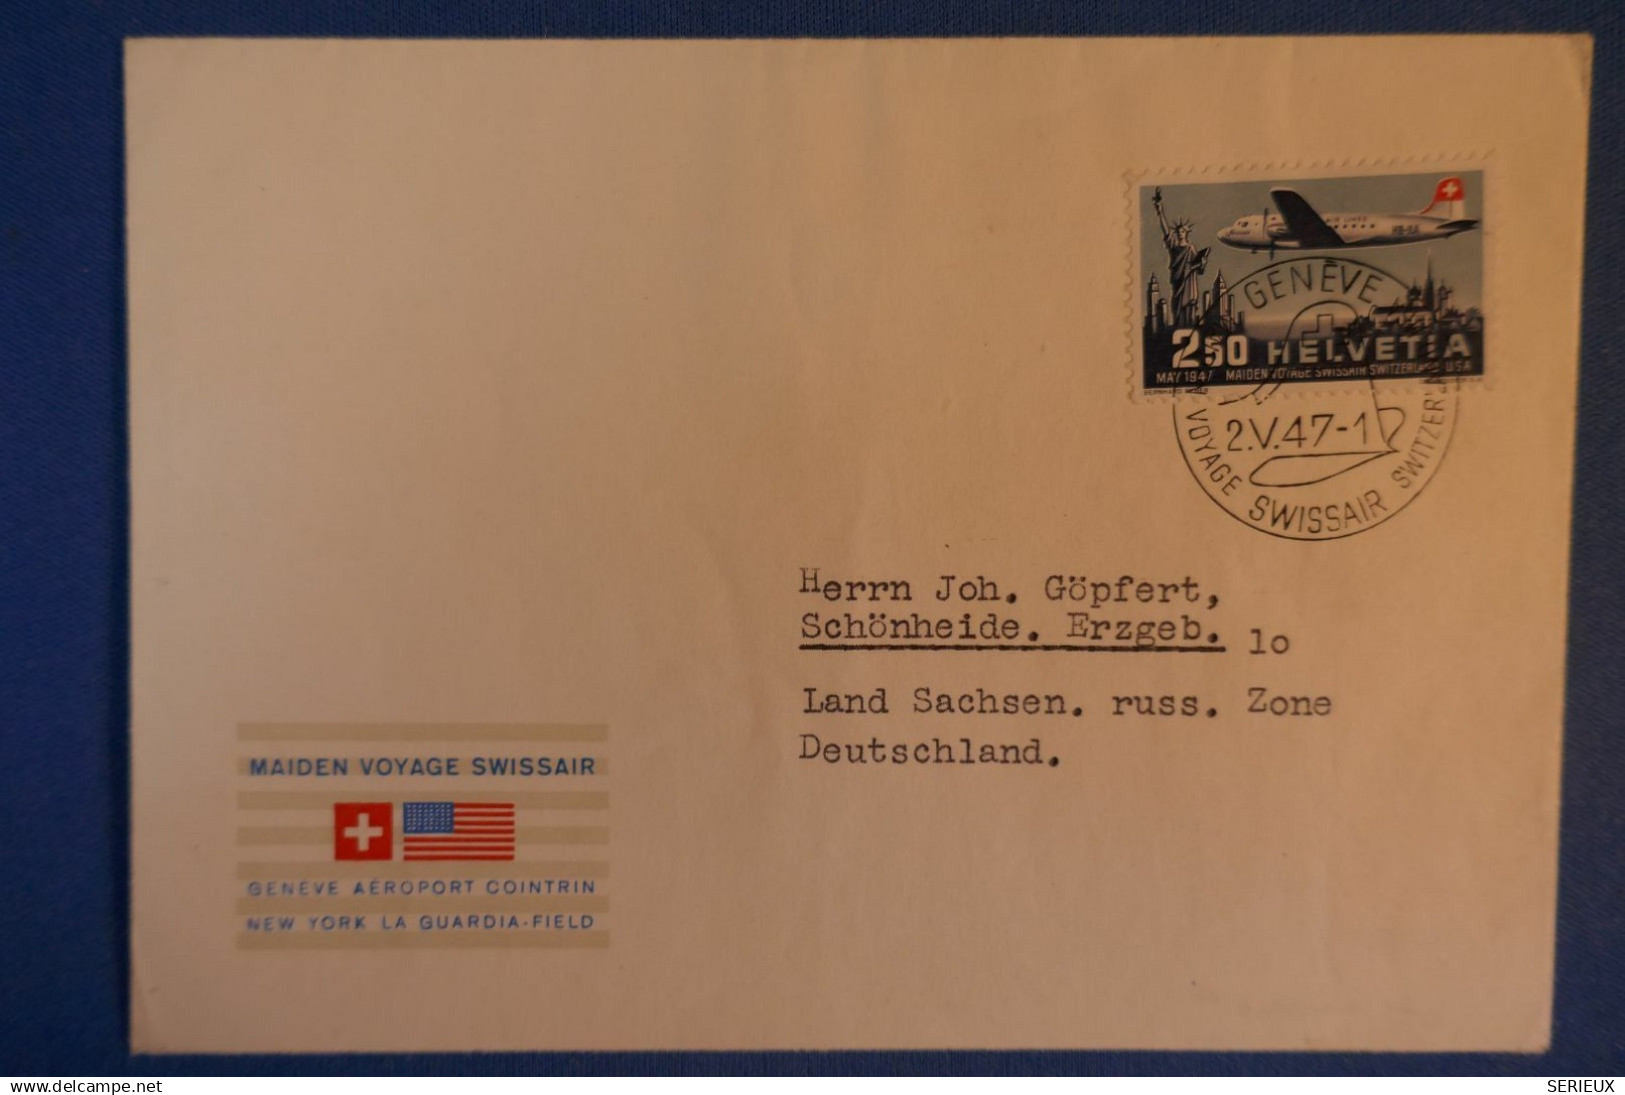 AIR LINES
GENÈVE
2 50 HELVETIA
MAY 1947 MAIDEN VOYAGE SWISSAIR SWITZERLAND U.S.A.
2.V.47-1
VOYAGE SWISSAIR
Herrn Joh. Göpfert,
Schönheide. Erzgeb. lo
Land Sachsen. russ. Zone
Deutschland.
MAIDEN VOYAGE SWISSAIR
GENÈVE AÉROPORT COINTRIN
NEW YORK LA GUARDIA-FIELD
www.delcampe.net
SERIEUX